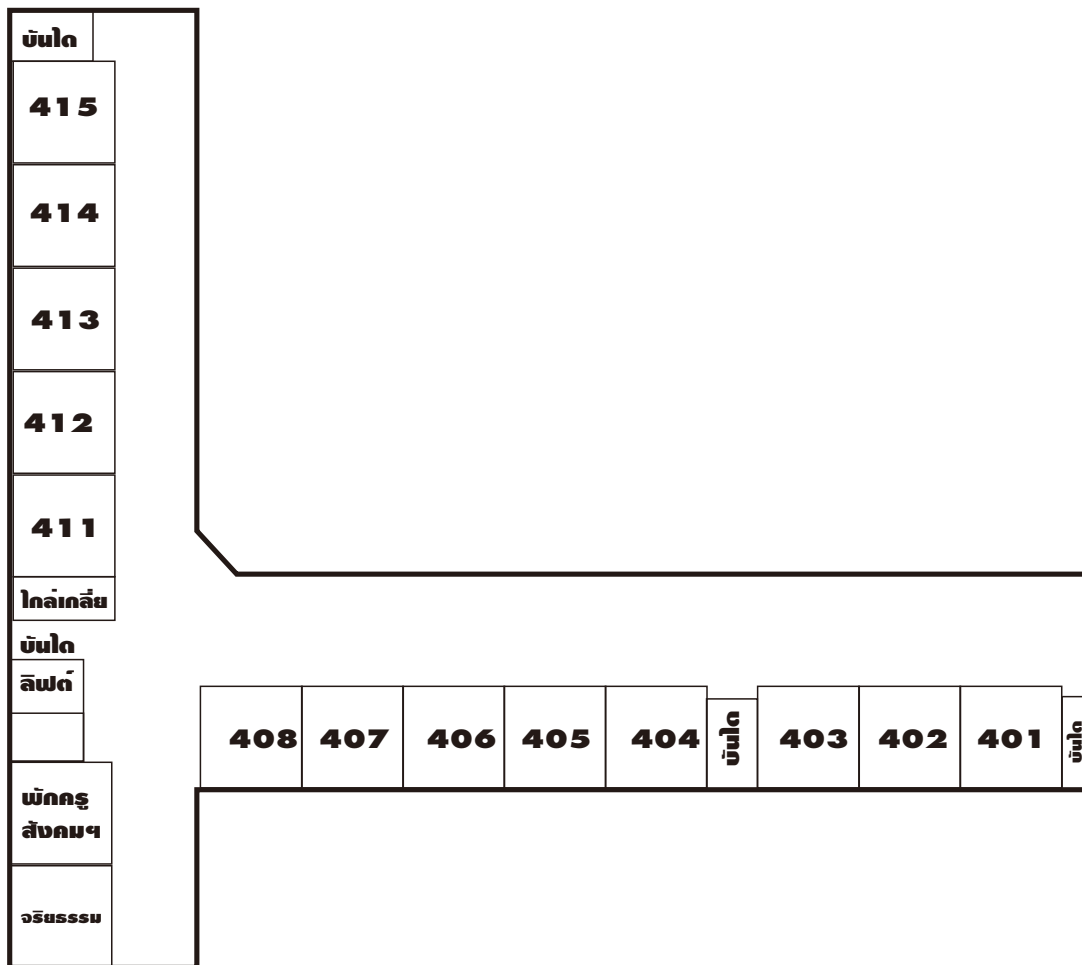 บันได
415
414
413
412
411
ไกล่เกลี่ย
บันได
ลิฟต์
พักครู
สังคมฯ
จริยธรรม
408
407
406
405
404
บันได
403
402
401
บันได